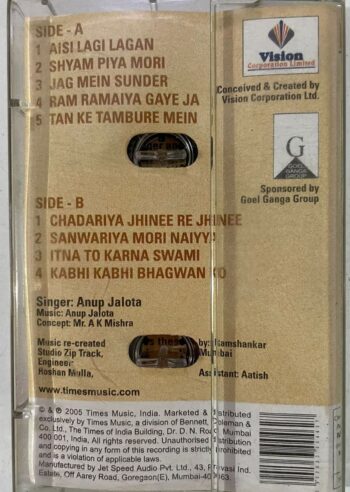 SIDE - A
1 AISI LAGI LAGAN
2 SHYAM PIYA MORI
3 JAG MEIN SUNDER
4 RAM RAMAIYA GAYE JA
5 TAN KE TAMBURE MEIN
Vision
Corporation Limited
Conceived & Created by
Vision Corporation Ltd.
G
GOEL
GANGA
GROUP
Sponsored by
Goel Ganga Group
SIDE - B
1 CHADARIYA JHINEE RE JHINEE
2 SANWARIYA MORI NAIYYA
3 ITNA TO KARNA SWAMI
4 KABHI KABHI BHAGWAN KO
Singer: Anup Jalota
Music: Anup Jalota
Concept: Mr. A K Mishra
Music re-created by: Ramshankar
Studio Zip Track, Mumbai
Engineer
Roshan Assistant: Aatish
www.timesmusic.com
© & ℗ 2005 Times Music, India. Marketed & distributed
exclusively by Times Music, a division of Bennett, Coleman &
Co. Ltd., The Times of India Building, Dr. D. N. Road, Mumbai
400 001, India, All rights reserved. Unauthorised distribution
and copying in any form of this recording is strictly prohibited
and is a violation of applicable laws.
Manufactured by Jet Speed Audio Pvt. Ltd., 43, Pravasi Ind.
Estate, Off Aarey Road, Goregaon(E), Mumbai-400 063.